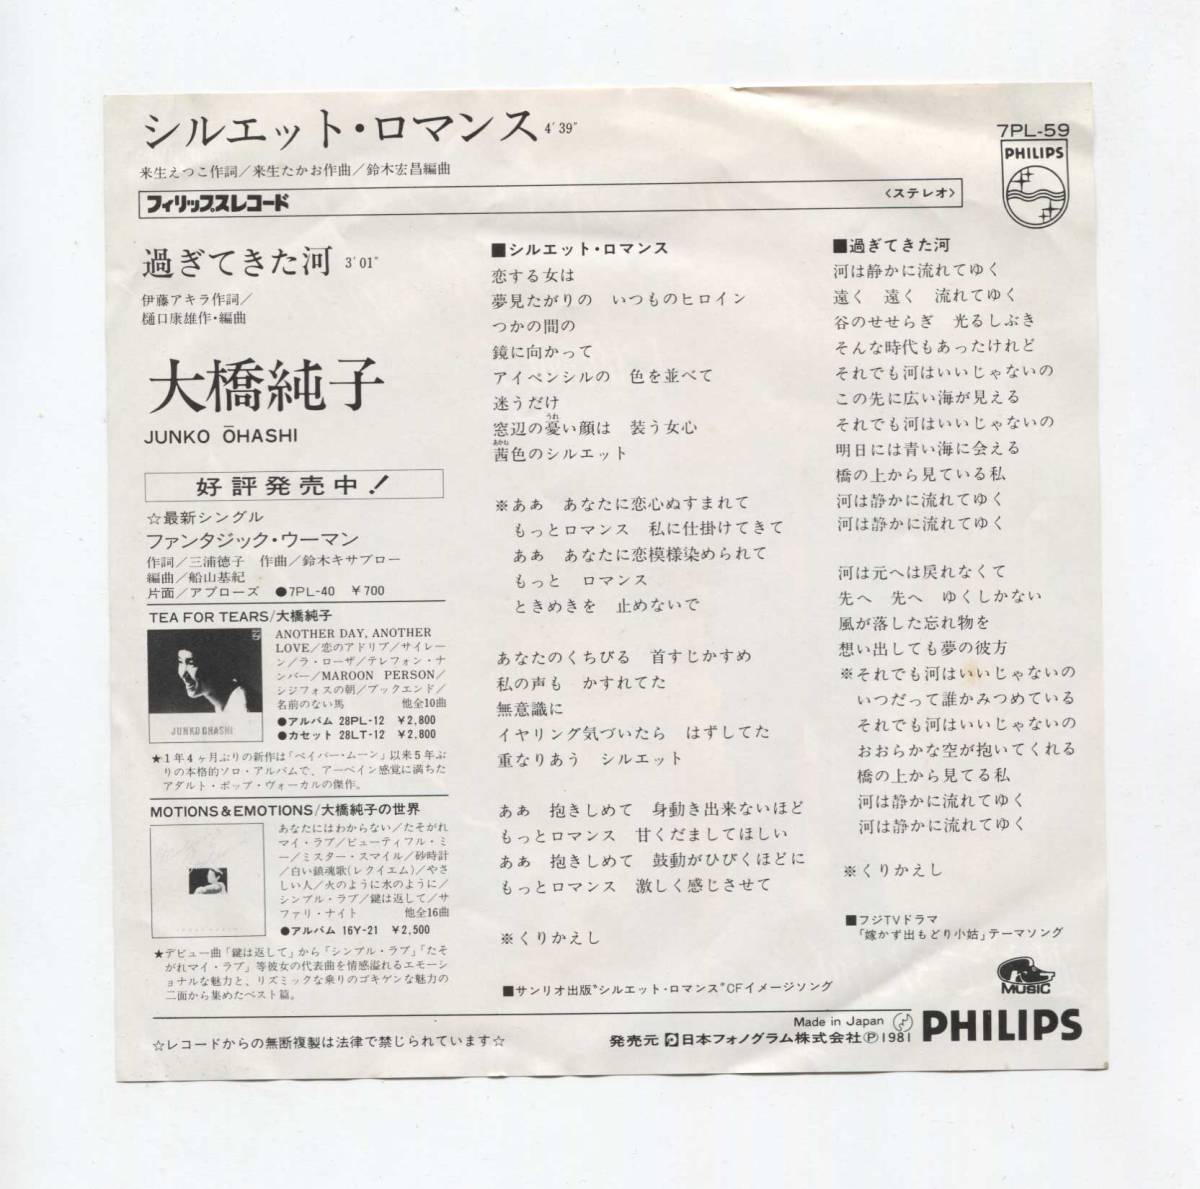 シルエット・ロマンス 4'39"
来生えつこ作詞/来生たかお作曲/鈴木宏昌編曲
7PL-59
PHILIPS
フィリップスレコード
〈ステレオ〉
過ぎてきた河 3'01"
伊藤アキラ作詞/
樋口康雄作・編曲
大橋純子
JUNKO ŌHASHI
好評発売中!
☆最新シングル
ファンタジック・ウーマン
作詞/三浦徳子 作曲/鈴木キサブロー
編曲/船山基紀
片面/アプローズ ●7PL-40 ¥700
TEA FOR TEARS/大橋純子
JUNKO OHASHI
ANOTHER DAY, ANOTHER
LOVE/恋のアドリブ/サイレー
ン/ラ・ローザ/テレフォン・ナ
ンバー/MAROON PERSON/
シジフォスの朝/ブックエンド/
名前のない馬 他全10曲
●アルバム 28PL-12 ¥2,800
●カセット 28LT-12 ¥2,800
★1年4ヶ月ぶりの新作は「ペイパー・ムーン」以来5年ぶ
りの本格的ソロ・アルバムで、アーベイン感覚に満ちた
アダルト・ポップ・ヴォーカルの傑作。
MOTIONS&EMOTIONS/大橋純子の世界
あなたにはわからない/たそがれ
マイ・ラブ/ビューティフル・ミ
ー/ミスター・スマイル/砂時計
/白い鎮魂歌(レクイエム)/やさ
しい人/火のように水のように/
シンプル・ラブ/鍵は返して/サ
ファリ・ナイト 他全16曲
●アルバム 16Y-21 ¥2,500
★デビュー曲「鍵は返して」から「シンプル・ラブ」「たそ
がれマイ・ラブ」等彼女の代表曲を情感溢れるエモーシ
ョナルな魅力と、リズミックな乗りのゴキゲンな魅力の
二面から集めたベスト篇。
■シルエット・ロマンス
恋する女は
夢見たがりの いつものヒロイン
つかの間の
鏡に向かって
アイペンシルの 色を並べて
迷うだけ
窓辺の憂い顔は 装う女心
うれ
茜色のシルエット
あかね
※ああ あなたに恋心ぬすまれて
もっとロマンス 私に仕掛けてきて
ああ あなたに恋模様染められて
もっと ロマンス
ときめきを 止めないで
あなたのくちびる 首すじかすめ
私の声も かすれてた
無意識に
イヤリング気づいたら はずしてた
重なりあう シルエット
ああ 抱きしめて 身動き出来ないほど
もっとロマンス 甘くだましてほしい
ああ 抱きしめて 鼓動がひびくほどに
もっとロマンス 激しく感じさせて
※くりかえし
■サンリオ出版"シルエット・ロマンス"CFイメージソング
■過ぎてきた河
河は静かに流れてゆく
遠く 遠く 流れてゆく
谷のせせらぎ 光るしぶき
そんな時代もあったけれど
それでも河はいいじゃないの
この先に広い海が見える
それでも河はいいじゃないの
明日には青い海に会える
橋の上から見ている私
河は静かに流れてゆく
河は静かに流れてゆく
河は元へは戻れなくて
先へ 先へ ゆくしかない
風が落した忘れ物を
想い出しても夢の彼方
※それでも河はいいじゃないの
いつだって誰かみつめている
それでも河はいいじゃないの
おおらかな空が抱いてくれる
橋の上から見てる私
河は静かに流れてゆく
河は静かに流れてゆく
※くりかえし
■フジTVドラマ
「嫁かず出もどり小姑」テーマソング
MUSIC
☆レコードからの無断複製は法律で禁じられています☆
Made in Japan
発売元 日本フォノグラム株式会社Ⓟ1981
PHILIPS